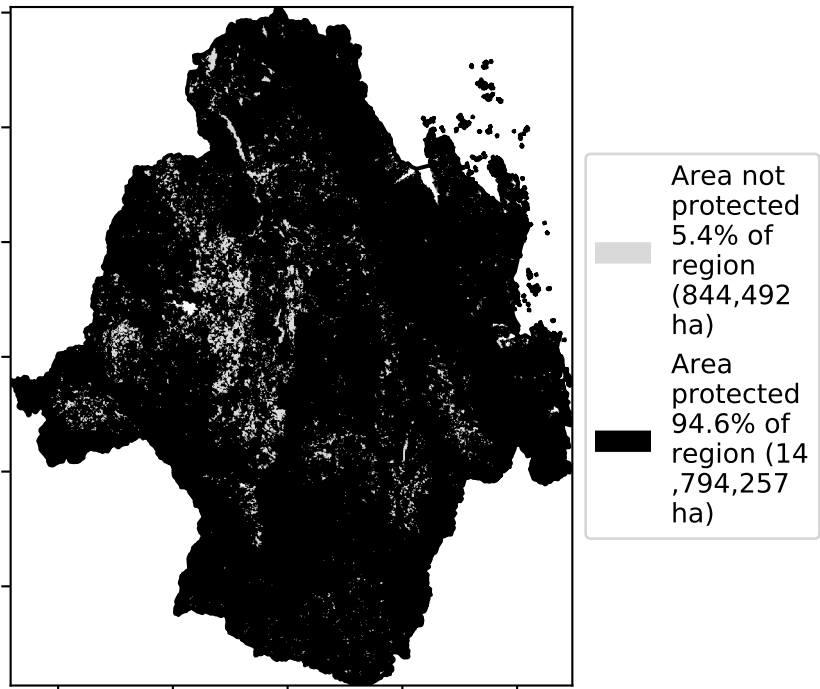 Area not
protected
5.4% of
region
(844,492
ha)
Area
protected
94.6% of
region (14
,794,257
ha)